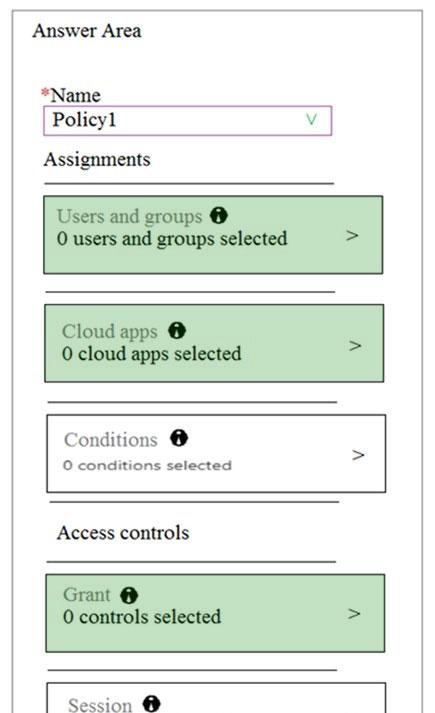 Answer Area
*Name
Policy1
Assignments
Users and groups
0 users and groups selected
>
Cloud apps
0 cloud apps selected
>
Conditions
0 conditions selected
>
Access controls
Grant
0 controls selected
>
Session